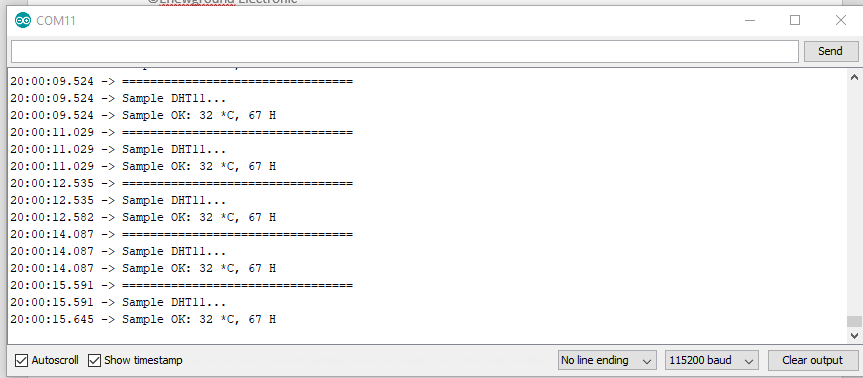 ©Enewground Electronic
COM11
Send
20:00:09.524 -> =================================
20:00:09.524 -> Sample DHT11...
20:00:09.524 -> Sample OK: 32 *C, 67 H
20:00:11.029 -> =================================
20:00:11.029 -> Sample DHT11...
20:00:11.029 -> Sample OK: 32 *C, 67 H
20:00:12.535 -> =================================
20:00:12.535 -> Sample DHT11...
20:00:12.582 -> Sample OK: 32 *C, 67 H
20:00:14.087 -> =================================
20:00:14.087 -> Sample DHT11...
20:00:14.087 -> Sample OK: 32 *C, 67 H
20:00:15.591 -> =================================
20:00:15.591 -> Sample DHT11...
20:00:15.645 -> Sample OK: 32 *C, 67 H
Autoscroll Show timestamp No line ending 115200 baud Clear output